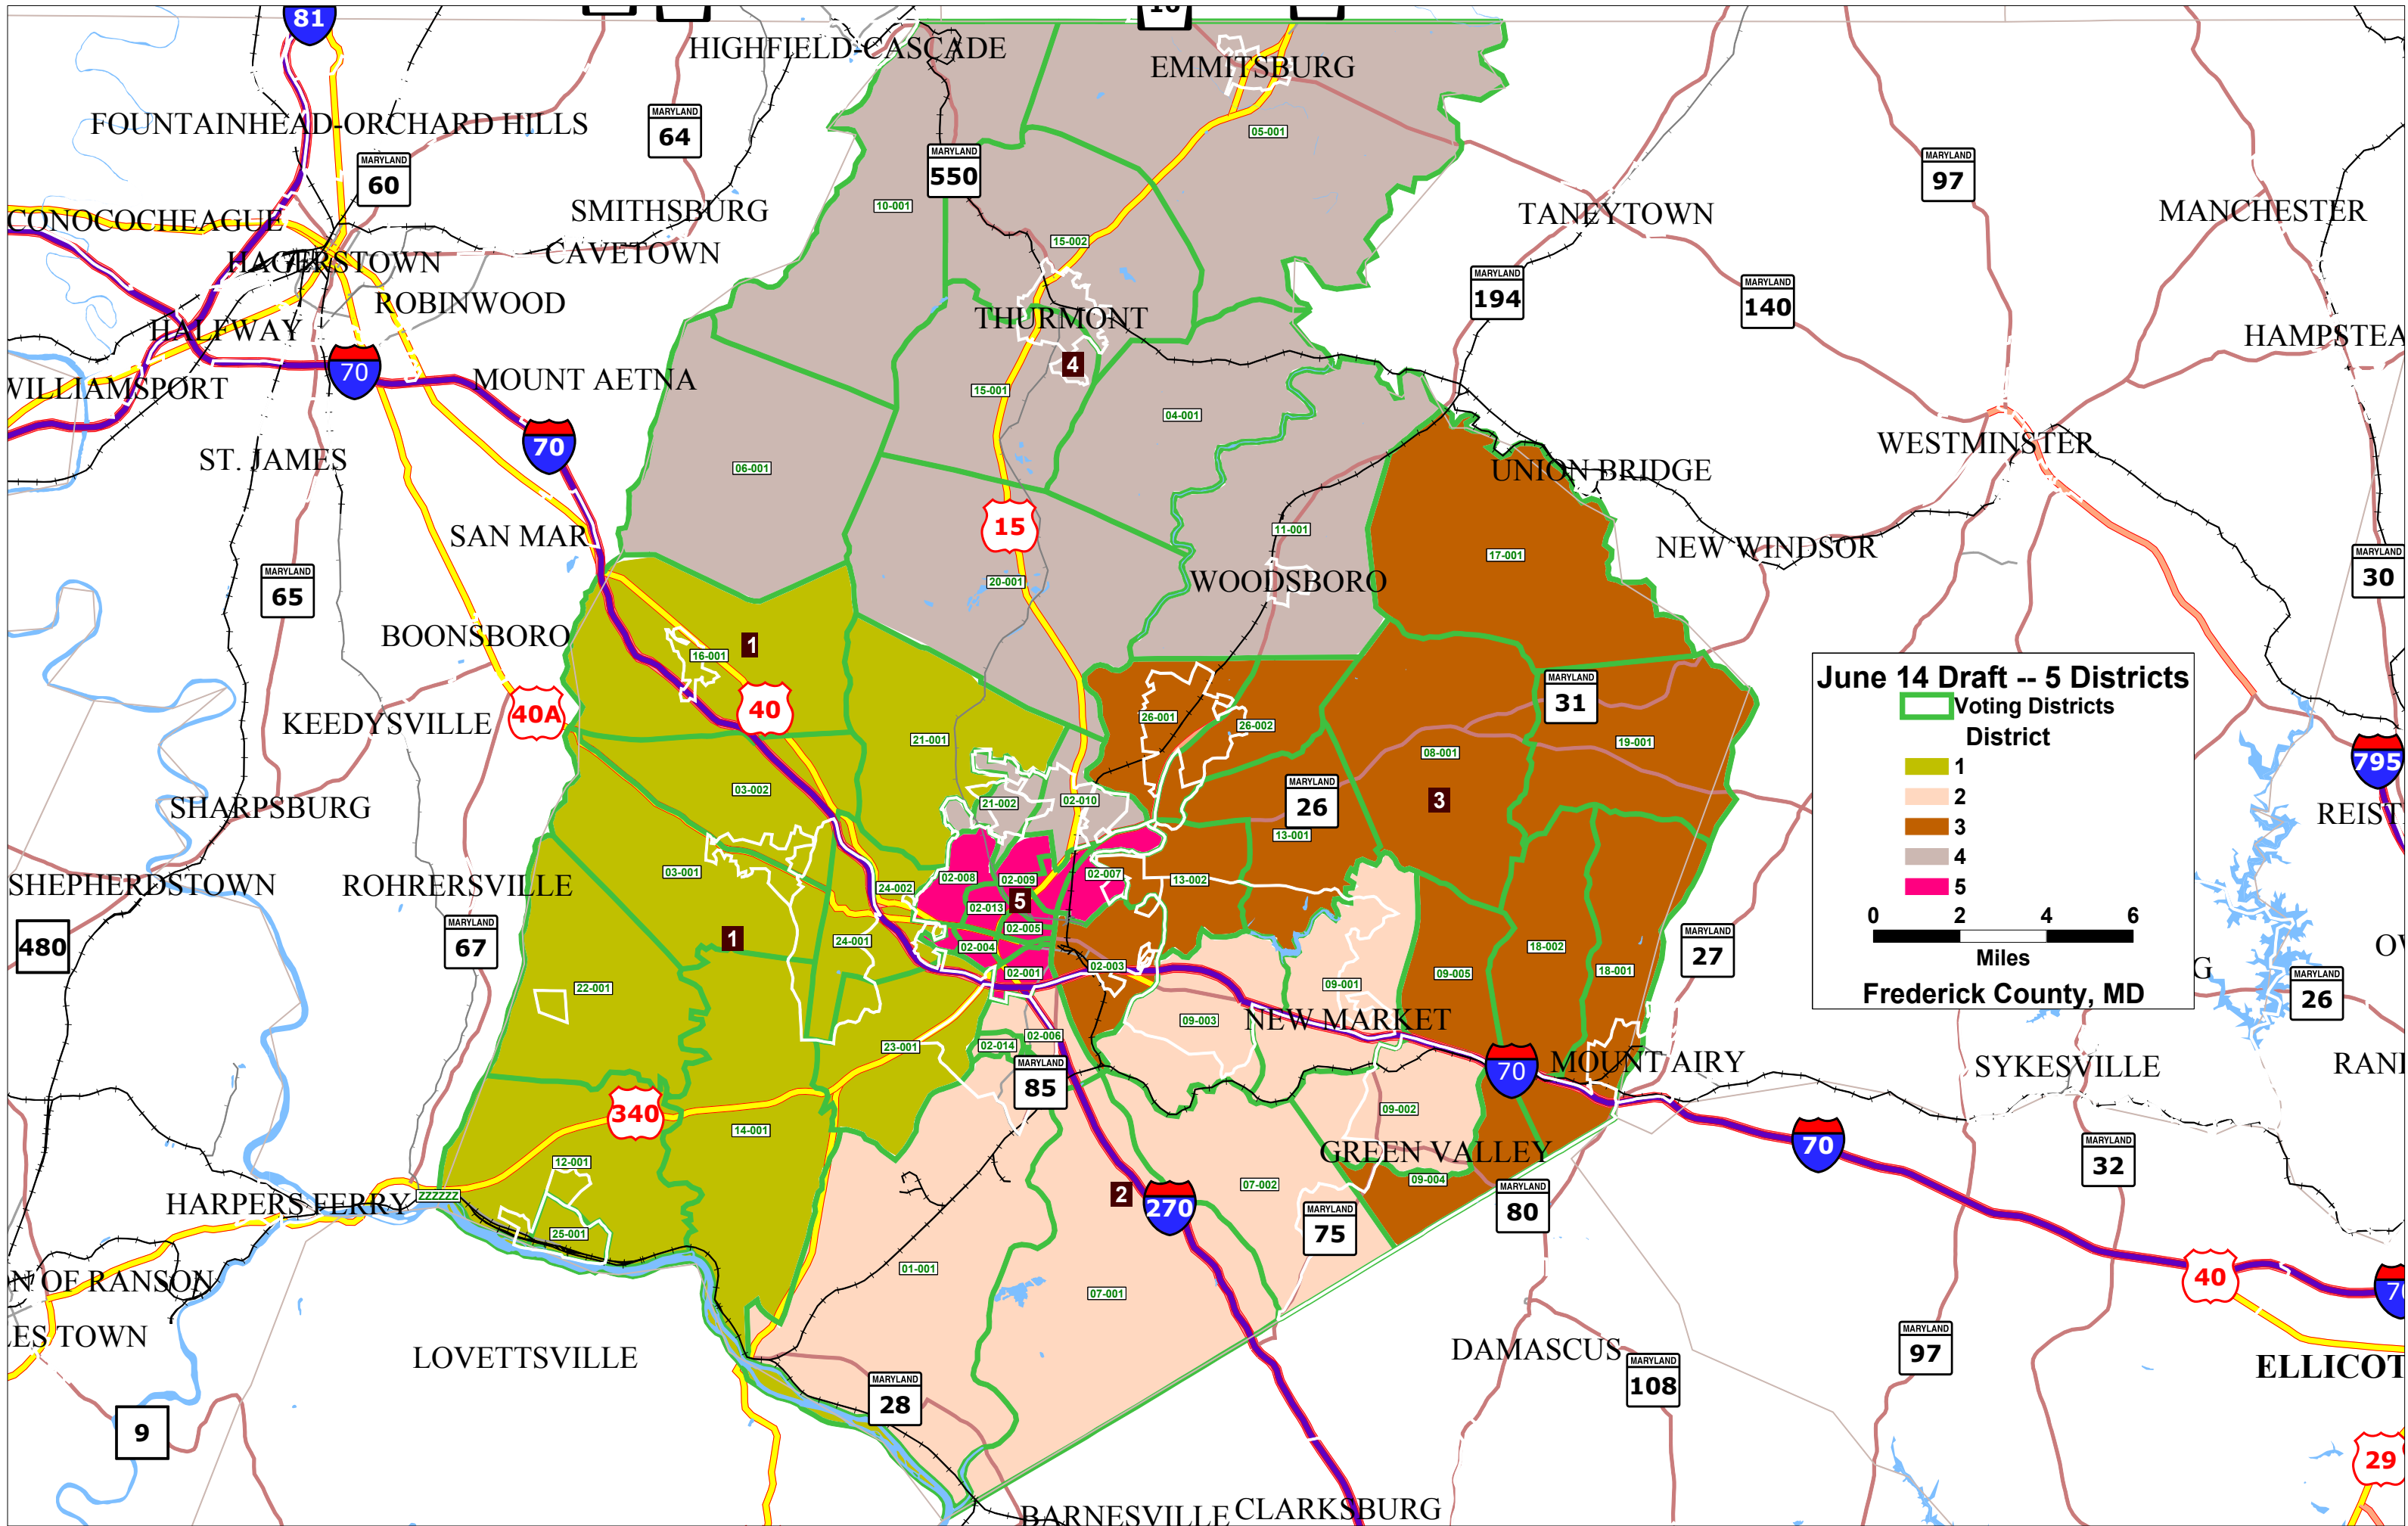 81
10
HIGHFIELD-CASCADE
EMMITSBURG
FOUNTAINHEAD-ORCHARD HILLS
MARYLAND
64
05-001
MARYLAND
60
MARYLAND
550
MARYLAND
97
10-001
SMITHSBURG
TANEYTOWN
MANCHESTER
CONOCOCHEAGUE
15-002
CAVETOWN
HAGERSTOWN
MARYLAND
194
MARYLAND
140
ROBINWOOD
THURMONT
HALFWAY
HAMPSTEA
4
70
MOUNT AETNA
15-001
WILLIAMSPORT
04-001
70
WESTMINSTER
ST. JAMES
06-001
UNION BRIDGE
15
11-001
SAN MAR
NEW WINDSOR
17-001
MARYLAND
30
20-001
WOODSBORO
MARYLAND
65
BOONSBORO
1
16-001
June 14 Draft -- 5 Districts
Voting Districts
District
1
2
3
4
5
0
2
4
6
Miles
Frederick County, MD
MARYLAND
31
40
40A
26-001
26-002
KEEDYSVILLE
21-001
19-001
08-001
795
03-002
MARYLAND
26
3
21-002
02-010
SHARPSBURG
REIST
13-001
03-001
SHEPHERDSTOWN
ROHRERSVILLE
02-008
02-009
02-007
13-002
24-002
5
02-013
02-005
480
MARYLAND
67
1
24-001
02-004
18-002
MARYLAND
27
02-003
02-001
09-005
18-001
G
22-001
09-001
MARYLAND
26
09-003
NEW MARKET
02-006
23-001
02-014
MOUNT AIRY
SYKESVILLE
RAN
70
MARYLAND
85
340
09-002
14-001
70
GREEN VALLEY
MARYLAND
32
12-001
09-004
07-002
HARPERS FERRY
ZZZZZZ
2
270
MARYLAND
80
MARYLAND
75
25-001
01-001
N OF RANSON
07-001
40
70
LES TOWN
LOVETTSVILLE
DAMASCUS
MARYLAND
97
ELLICOT
MARYLAND
108
MARYLAND
28
9
29
BARNESVILLE
CLARKSBURG